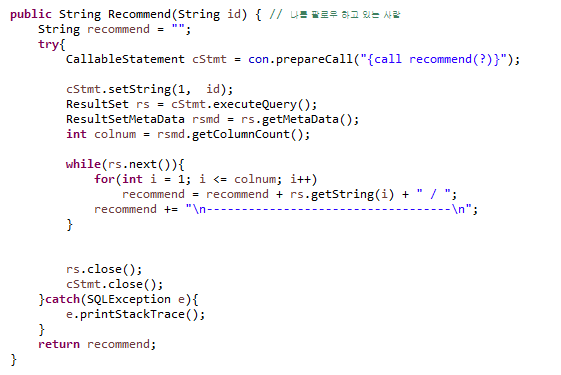 public String Recommend(String id) { // 나를 팔로우 하고 있는 사람
    String recommend = "";
    try{
        CallableStatement cStmt = con.prepareCall("{call recommend(?)}");

        cStmt.setString(1,  id);
        ResultSet rs = cStmt.executeQuery();
        ResultSetMetaData rsmd = rs.getMetaData();
        int colnum = rsmd.getColumnCount();

        while(rs.next()){
            for(int i = 1; i <= colnum; i++)
                recommend = recommend + rs.getString(i) + " / ";
            recommend += "\n-----------------------------------\n";
        }


        rs.close();
        cStmt.close();
    }catch(SQLException e){
        e.printStackTrace();
    }
    return recommend;
}